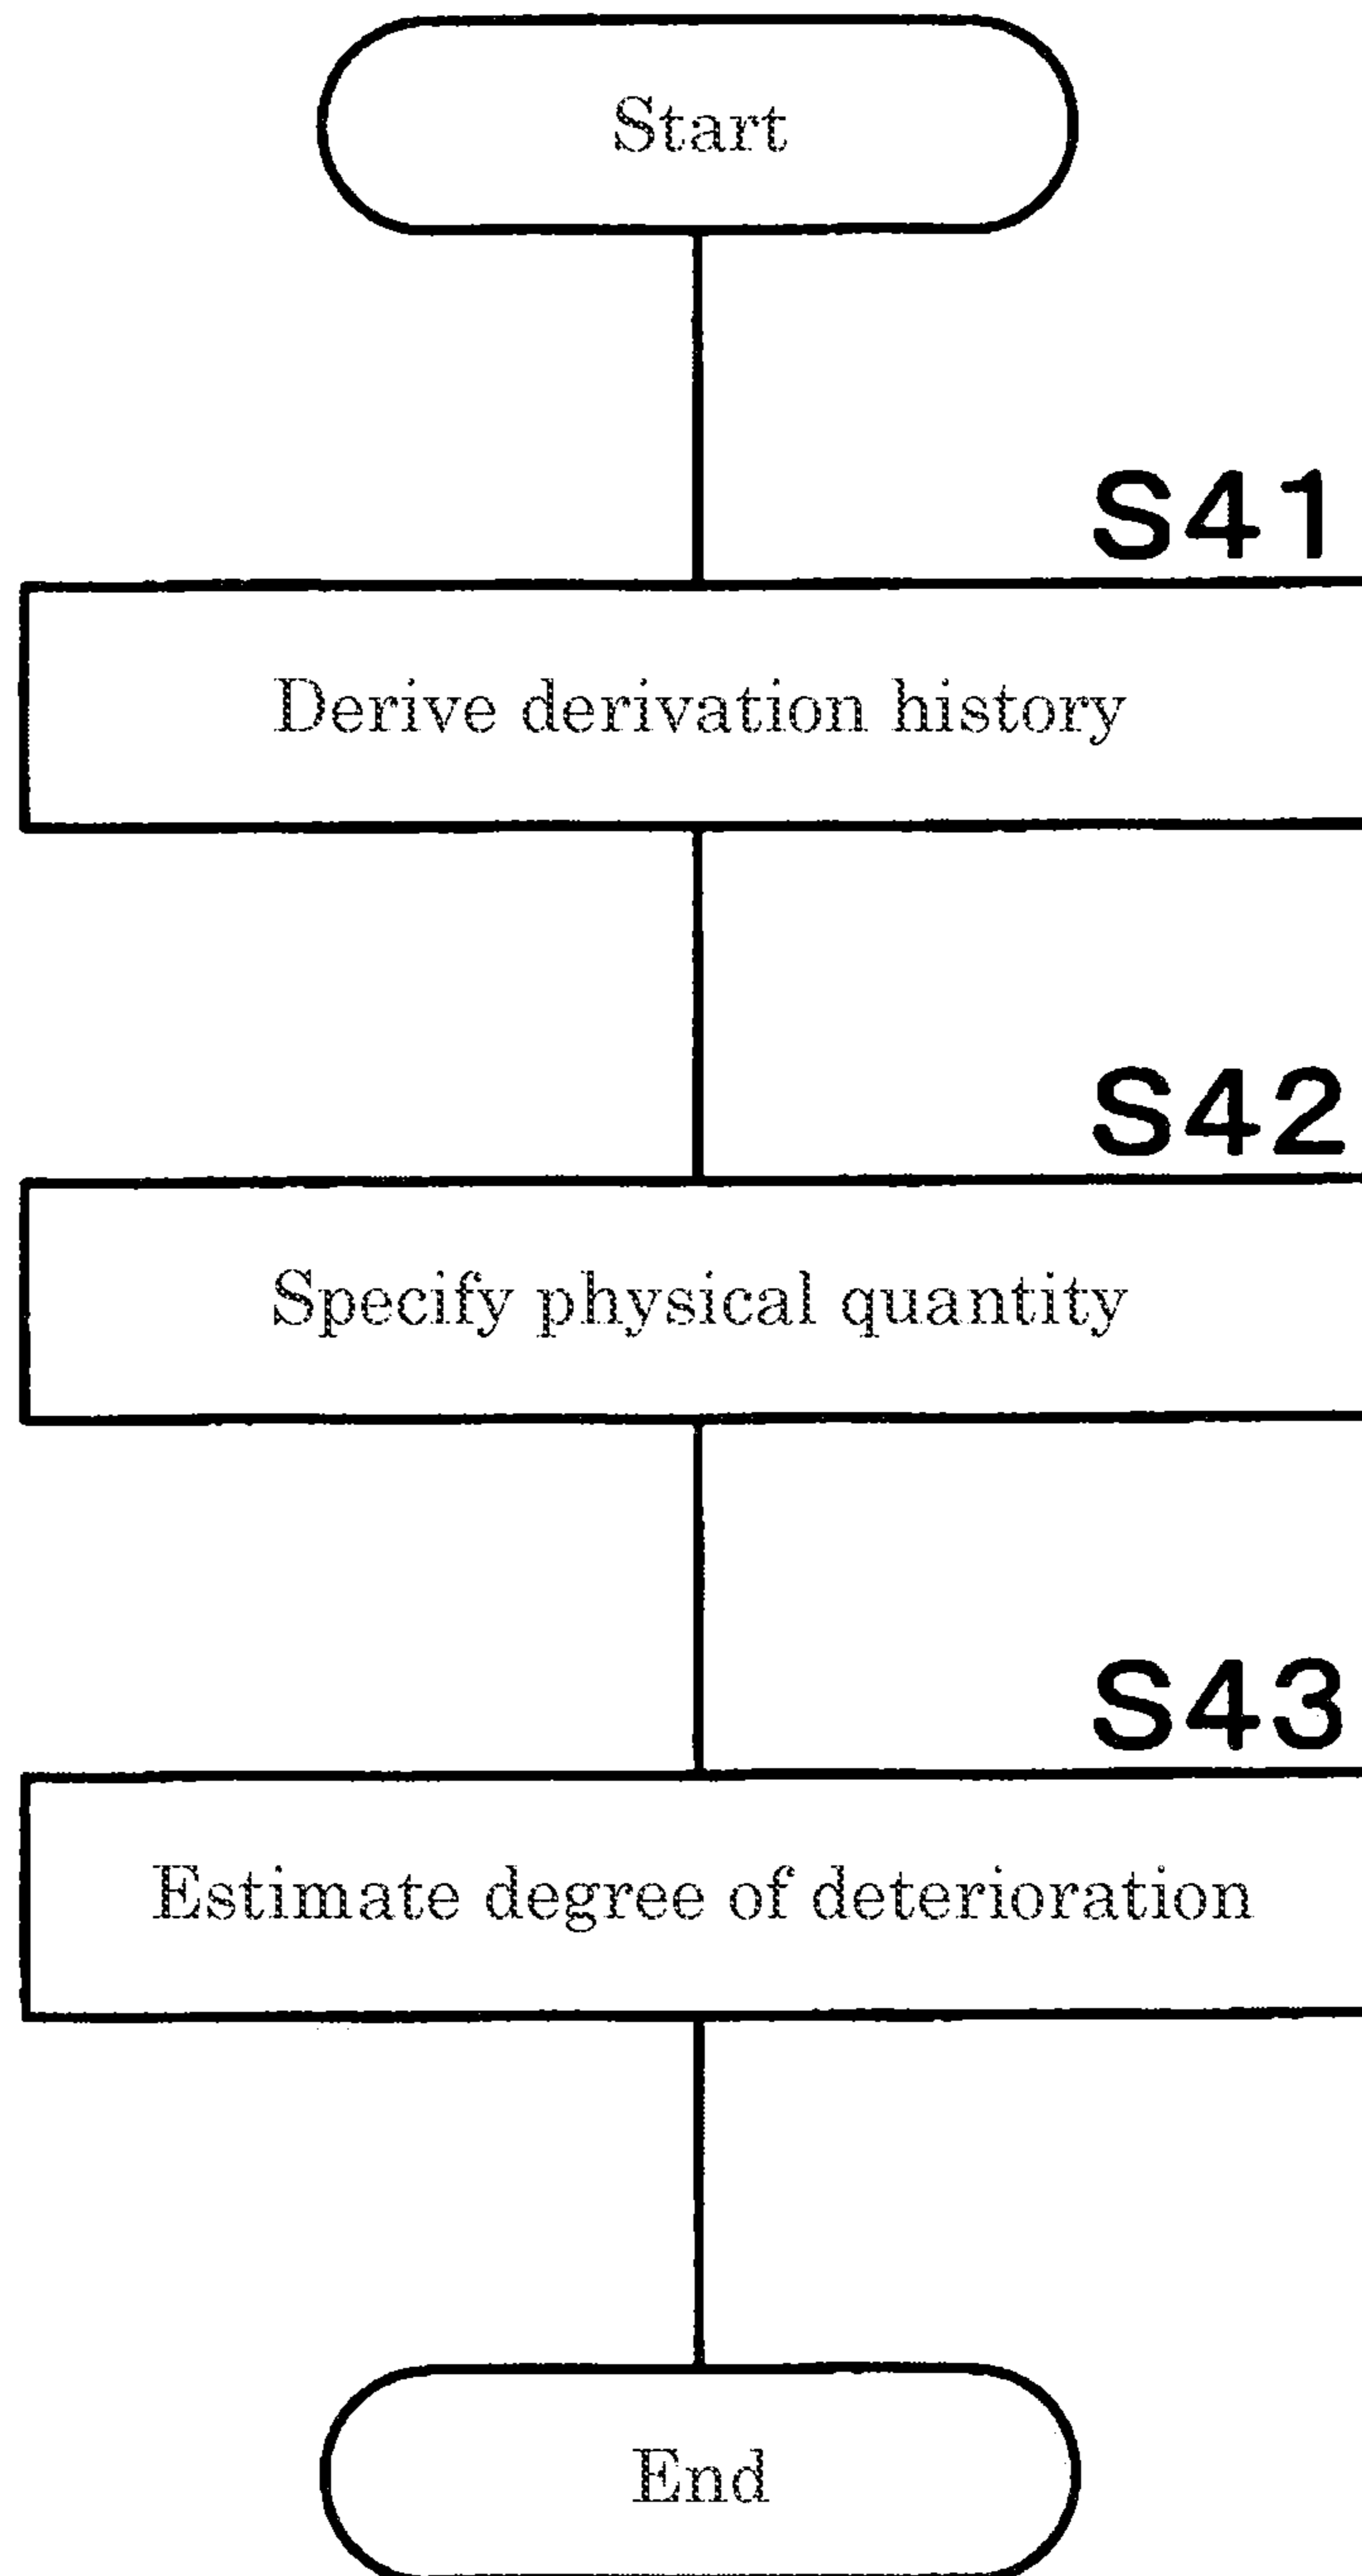 Start
S41
Derive derivation history
S42
Specify physical quantity
S43
Estimate degree of deterioration
End